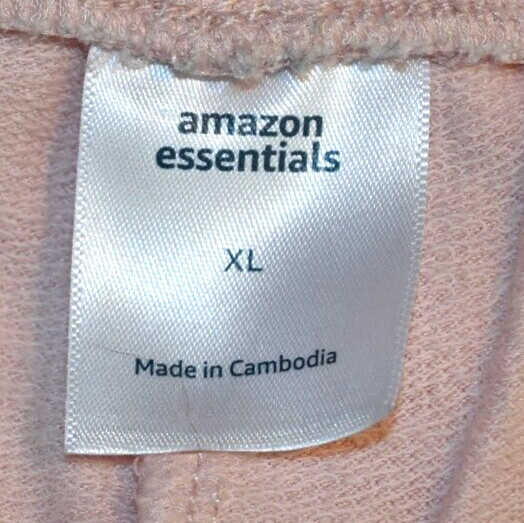 amazon
essentials
XL
Made in Cambodia